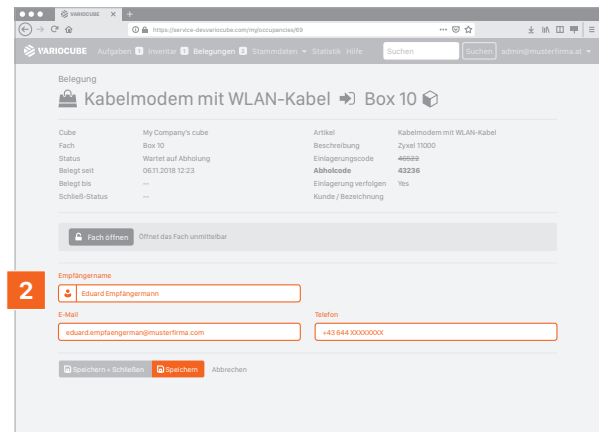 VARIOCUBE X +
https://service-desvariocube.com/mgloccupancies/69
VARIOCUBE Aufgaben 1 Inventar 1 Belegungen 3 Stammdaten Statistik Hilfe Suchen Suchen admin@musterfirma.at
Belegung
Kabelmodem mit WLAN-Kabel Box 10
Cube My Company's cube Artikel Kabelmodem mit WLAN-Kabel
Fach Box 10 Beschreibung Zyxel 11000
Status Wartet auf Abholung Einlagerungscode 46522
Belegt seit 06.11.2018 12:23 Abholcode 43236
Belegt bis — Einlagerung verfolgen Yes
Schließ-Status — Kunde / Bezeichnung
Fach öffnen Öffnet das Fach unmittelbar
2
Empfängername
Eduard Empfängermann
E-Mail Telefon
eduard.empfaengerman@musterfirma.com +43 644 XXXXXXXX
Speichern + Schließen Speichern Abbrechen